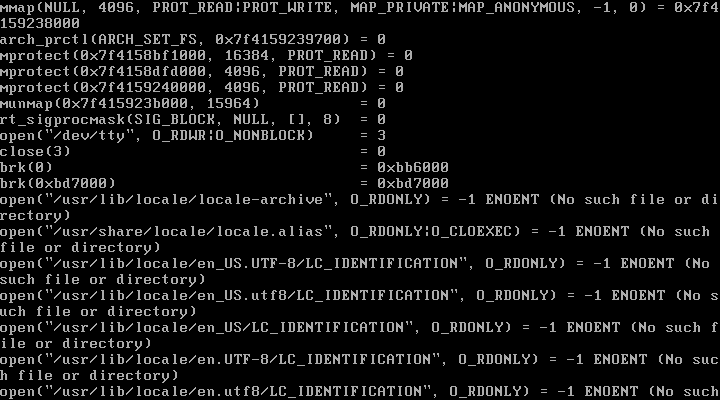 mmap(NULL, 4096, PROT_READ|PROT_WRITE, MAP_PRIVATE|MAP_ANONYMOUS, -1, 0) = 0x7f4
159238000
arch_prctl(ARCH_SET_FS, 0x7f4159239700) = 0
mprotect(0x7f4158bf1000, 16384, PROT_READ) = 0
mprotect(0x7f4158dfd000, 4096, PROT_READ) = 0
mprotect(0x7f4159240000, 4096, PROT_READ) = 0
munmap(0x7f415923b000, 15964)           = 0
rt_sigprocmask(SIG_BLOCK, NULL, [], 8)  = 0
open("/dev/tty", O_RDWR|O_NONBLOCK)     = 3
close(3)                                = 0
brk(0)                                  = 0xbb6000
brk(0xbd7000)                           = 0xbd7000
open("/usr/lib/locale/locale-archive", O_RDONLY) = -1 ENOENT (No such file or di
rectory)
open("/usr/share/locale/locale.alias", O_RDONLY|O_CLOEXEC) = -1 ENOENT (No such 
file or directory)
open("/usr/lib/locale/en_US.UTF-8/LC_IDENTIFICATION", O_RDONLY) = -1 ENOENT (No 
such file or directory)
open("/usr/lib/locale/en_US.utf8/LC_IDENTIFICATION", O_RDONLY) = -1 ENOENT (No s
uch file or directory)
open("/usr/lib/locale/en_US/LC_IDENTIFICATION", O_RDONLY) = -1 ENOENT (No such f
ile or directory)
open("/usr/lib/locale/en.UTF-8/LC_IDENTIFICATION", O_RDONLY) = -1 ENOENT (No suc
h file or directory)
open("/usr/lib/locale/en.utf8/LC_IDENTIFICATION", O_RDONLY) = -1 ENOENT (No such